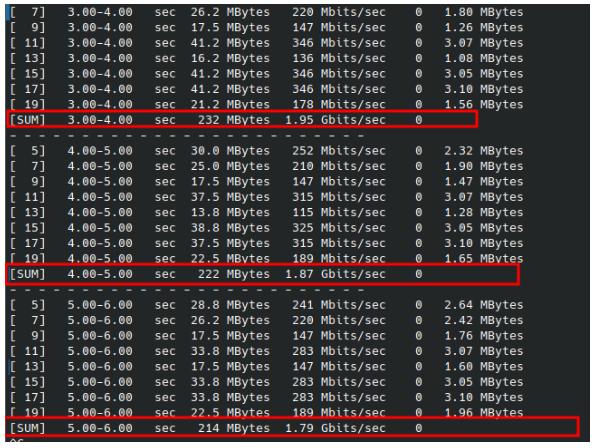 [  7]   3.00-4.00   sec  26.2 MBytes   220 Mbits/sec    0   1.80 MBytes
[  9]   3.00-4.00   sec  17.5 MBytes   147 Mbits/sec    0   1.26 MBytes
[ 11]   3.00-4.00   sec  41.2 MBytes   346 Mbits/sec    0   3.07 MBytes
[ 13]   3.00-4.00   sec  16.2 MBytes   136 Mbits/sec    0   1.08 MBytes
[ 15]   3.00-4.00   sec  41.2 MBytes   346 Mbits/sec    0   3.05 MBytes
[ 17]   3.00-4.00   sec  41.2 MBytes   346 Mbits/sec    0   3.10 MBytes
[ 19]   3.00-4.00   sec  21.2 MBytes   178 Mbits/sec    0   1.56 MBytes
[SUM]   3.00-4.00   sec   232 MBytes  1.95 Gbits/sec    0
- - - - - - - - - - - - - - - - - - - - - - - - -
[  5]   4.00-5.00   sec  30.0 MBytes   252 Mbits/sec    0   2.32 MBytes
[  7]   4.00-5.00   sec  25.0 MBytes   210 Mbits/sec    0   1.90 MBytes
[  9]   4.00-5.00   sec  17.5 MBytes   147 Mbits/sec    0   1.47 MBytes
[ 11]   4.00-5.00   sec  37.5 MBytes   315 Mbits/sec    0   3.07 MBytes
[ 13]   4.00-5.00   sec  13.8 MBytes   115 Mbits/sec    0   1.28 MBytes
[ 15]   4.00-5.00   sec  38.8 MBytes   325 Mbits/sec    0   3.05 MBytes
[ 17]   4.00-5.00   sec  37.5 MBytes   315 Mbits/sec    0   3.10 MBytes
[ 19]   4.00-5.00   sec  22.5 MBytes   189 Mbits/sec    0   1.65 MBytes
[SUM]   4.00-5.00   sec   222 MBytes  1.87 Gbits/sec    0
- - - - - - - - - - - - - - - - - - - - - - - - -
[  5]   5.00-6.00   sec  28.8 MBytes   241 Mbits/sec    0   2.64 MBytes
[  7]   5.00-6.00   sec  26.2 MBytes   220 Mbits/sec    0   2.42 MBytes
[  9]   5.00-6.00   sec  17.5 MBytes   147 Mbits/sec    0   1.76 MBytes
[ 11]   5.00-6.00   sec  33.8 MBytes   283 Mbits/sec    0   3.07 MBytes
[ 13]   5.00-6.00   sec  17.5 MBytes   147 Mbits/sec    0   1.60 MBytes
[ 15]   5.00-6.00   sec  33.8 MBytes   283 Mbits/sec    0   3.05 MBytes
[ 17]   5.00-6.00   sec  33.8 MBytes   283 Mbits/sec    0   3.10 MBytes
[ 19]   5.00-6.00   sec  22.5 MBytes   189 Mbits/sec    0   1.96 MBytes
[SUM]   5.00-6.00   sec   214 MBytes  1.79 Gbits/sec    0